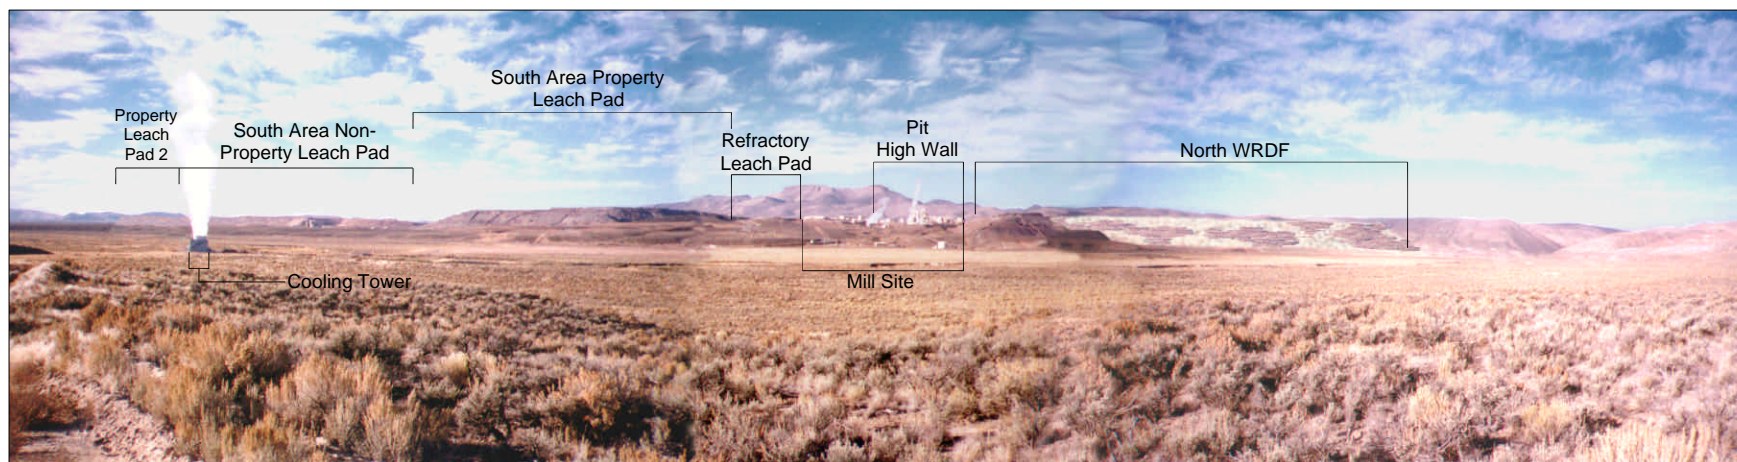 Property
Leach
Pad 2
South Area Non-
Property Leach Pad
South Area Property
Leach Pad
Refractory
Leach Pad
Pit
High Wall
North WRDF
Cooling Tower
Mill Site